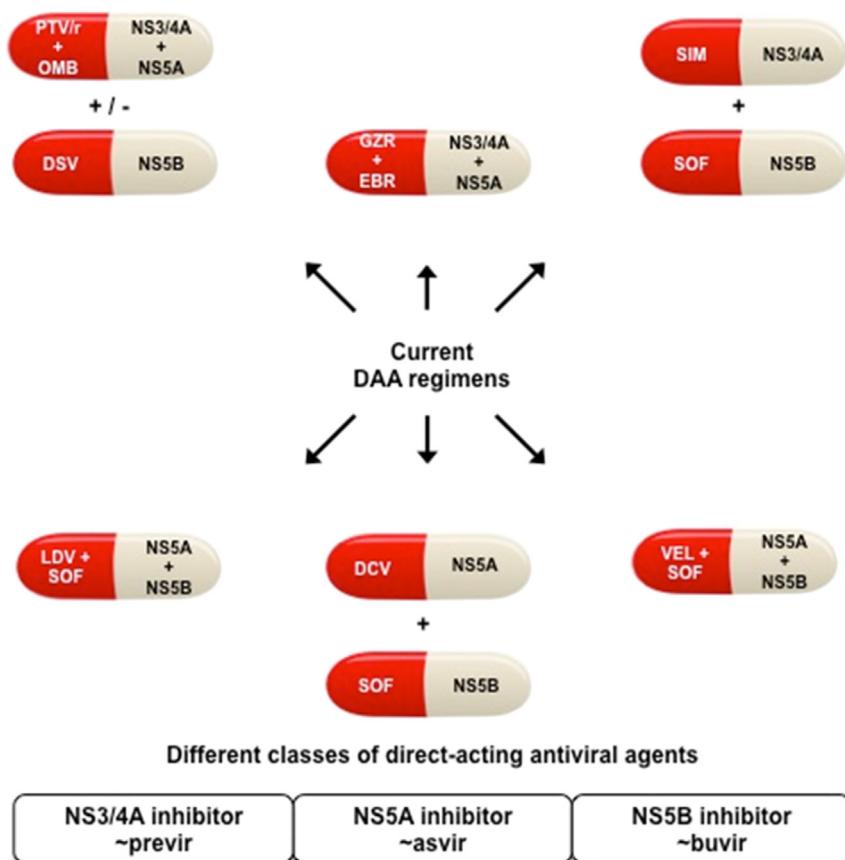 PTV/r
+
OMB
NS3/4A
+
NS5A
+ / -
DSV
NS5B
GZR
+
EBR
NS3/4A
+
NS5A
SIM
NS3/4A
+
SOF
NS5B
Current
DAA regimens
LDV +
SOF
NS5A
+
NS5B
DCV
NS5A
+
SOF
NS5B
VEL +
SOF
NS5A
+
NS5B
Different classes of direct-acting antiviral agents
NS3/4A inhibitor
~previr
NS5A inhibitor
~asvir
NS5B inhibitor
~buvir